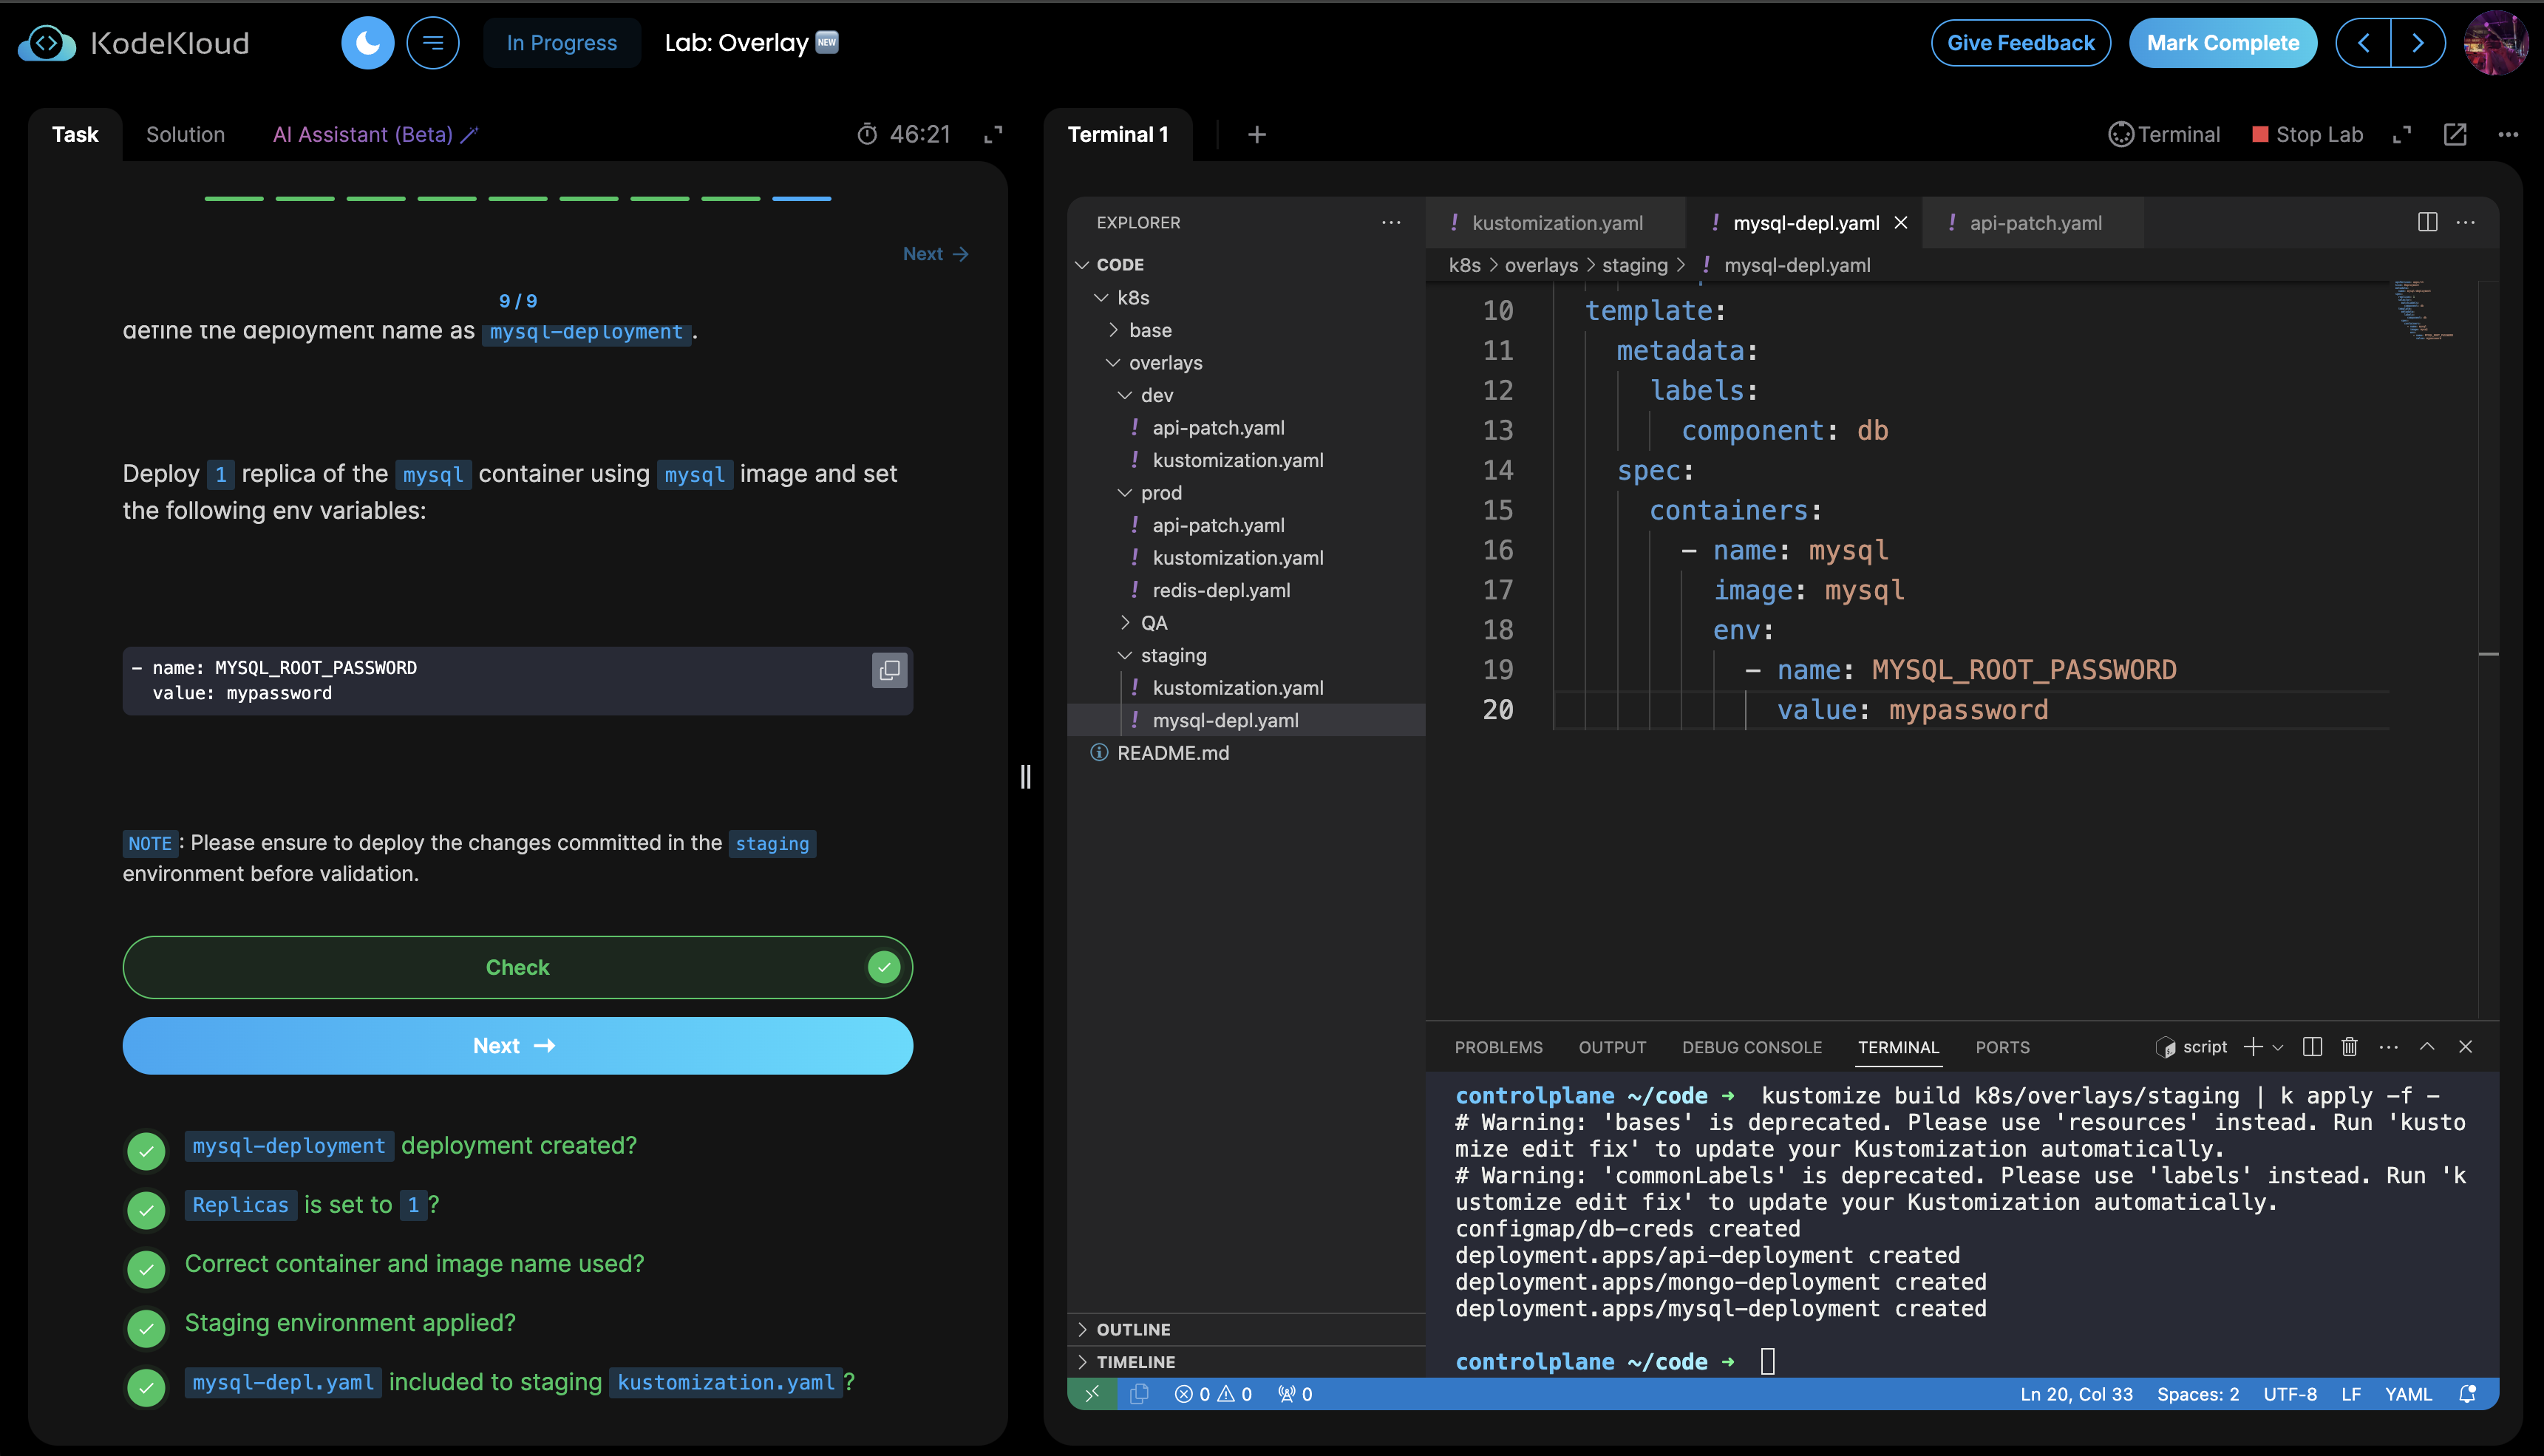 KodeKloud
In Progress
Lab: Overlay NEW
Give Feedback
Mark Complete
Task
Solution
AI Assistant (Beta)
46:21
Next →
9 / 9
define the deployment name as mysql-deployment.
Deploy 1 replica of the mysql container using mysql image and set
the following env variables:
- name: MYSQL_ROOT_PASSWORD
value: mypassword
NOTE: Please ensure to deploy the changes committed in the staging
environment before validation.
Check
Next →
mysql-deployment deployment created?
Replicas is set to 1?
Correct container and image name used?
Staging environment applied?
mysql-depl.yaml included to staging kustomization.yaml?
Terminal 1
+
Terminal
Stop Lab
EXPLORER
CODE
k8s
base
overlays
dev
! api-patch.yaml
! kustomization.yaml
prod
! api-patch.yaml
! kustomization.yaml
! redis-depl.yaml
QA
staging
! kustomization.yaml
! mysql-depl.yaml
README.md
OUTLINE
TIMELINE
! kustomization.yaml
! mysql-depl.yaml
! api-patch.yaml
k8s > overlays > staging > ! mysql-depl.yaml
10 template:
11 metadata:
12 labels:
13 component: db
14 spec:
15 containers:
16 - name: mysql
17 image: mysql
18 env:
19 - name: MYSQL_ROOT_PASSWORD
20 value: mypassword
PROBLEMS
OUTPUT
DEBUG CONSOLE
TERMINAL
PORTS
script
controlplane ~/code ➜ kustomize build k8s/overlays/staging | k apply -f -
# Warning: 'bases' is deprecated. Please use 'resources' instead. Run 'kusto
mize edit fix' to update your Kustomization automatically.
# Warning: 'commonLabels' is deprecated. Please use 'labels' instead. Run 'k
ustomize edit fix' to update your Kustomization automatically.
configmap/db-creds created
deployment.apps/api-deployment created
deployment.apps/mongo-deployment created
deployment.apps/mysql-deployment created
controlplane ~/code ➜
0 0 0
Ln 20, Col 33
Spaces: 2
UTF-8
LF
YAML